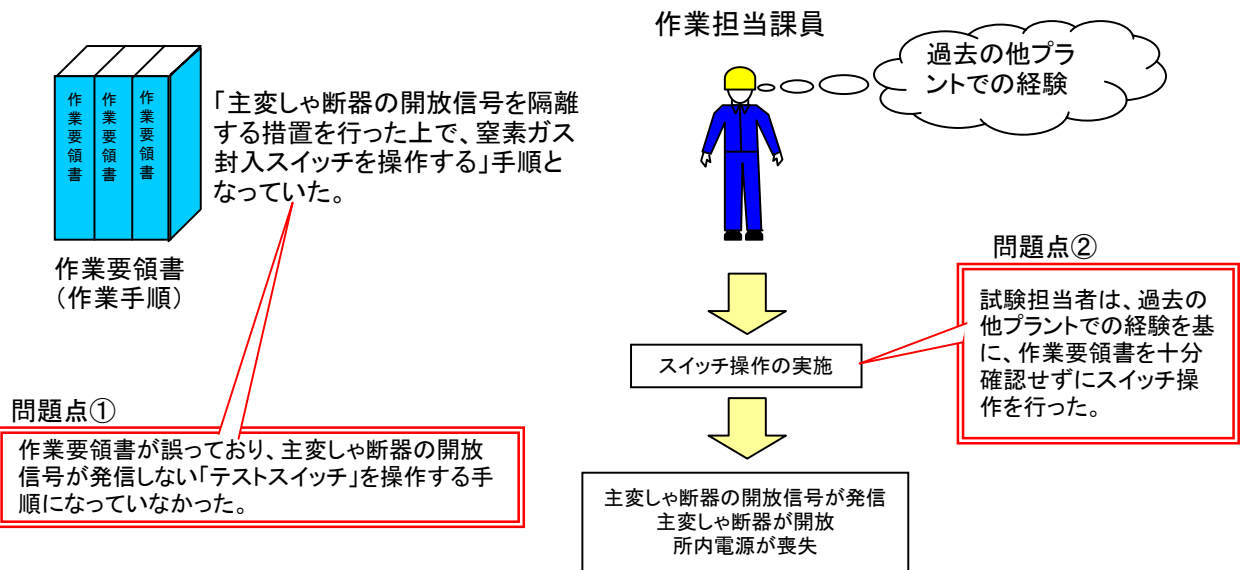 作業要領書
作業要領書
作業要領書
作業要領書
（作業手順）
「主変しゃ断器の開放信号を隔離
する措置を行った上で、窒素ガス
封入スイッチを操作する」手順と
なっていた。
問題点①
作業要領書が誤っており、主変しゃ断器の開放
信号が発信しない「テストスイッチ」を操作する手
順になっていなかった。
作業担当課員
過去の他プラ
ントでの経験
スイッチ操作の実施
問題点②
試験担当者は、過去の
他プラントでの経験を基
に、作業要領書を十分
確認せずにスイッチ操
作を行った。
主変しゃ断器の開放信号が発信
主変しゃ断器が開放
所内電源が喪失